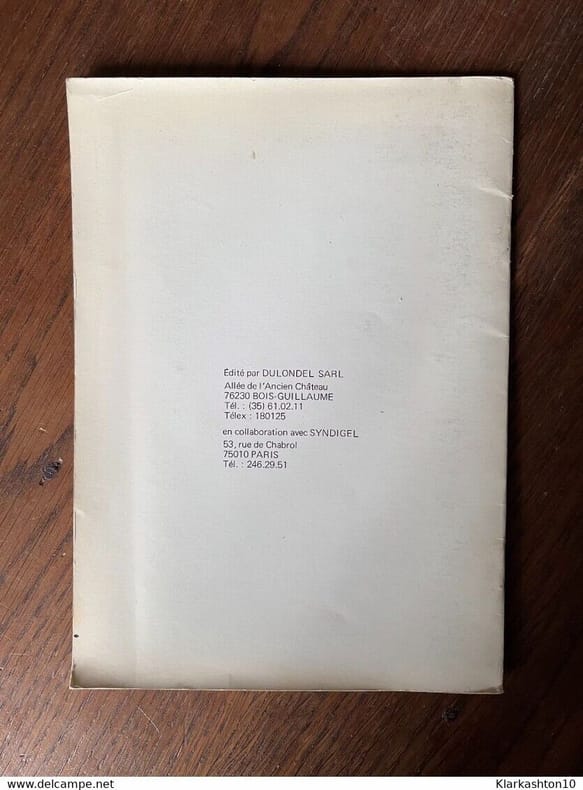 Édité par DULONDEL SARL
Allée de l'Ancien Château
76230 BOIS-GUILLAUME
Tél. : (35) 61.02.11
Télex : 180125
en collaboration avec SYNDIGEL
53, rue de Chabrol
75010 PARIS
Tél. : 246.29.51
www.delcampe.net
Klarkashton10